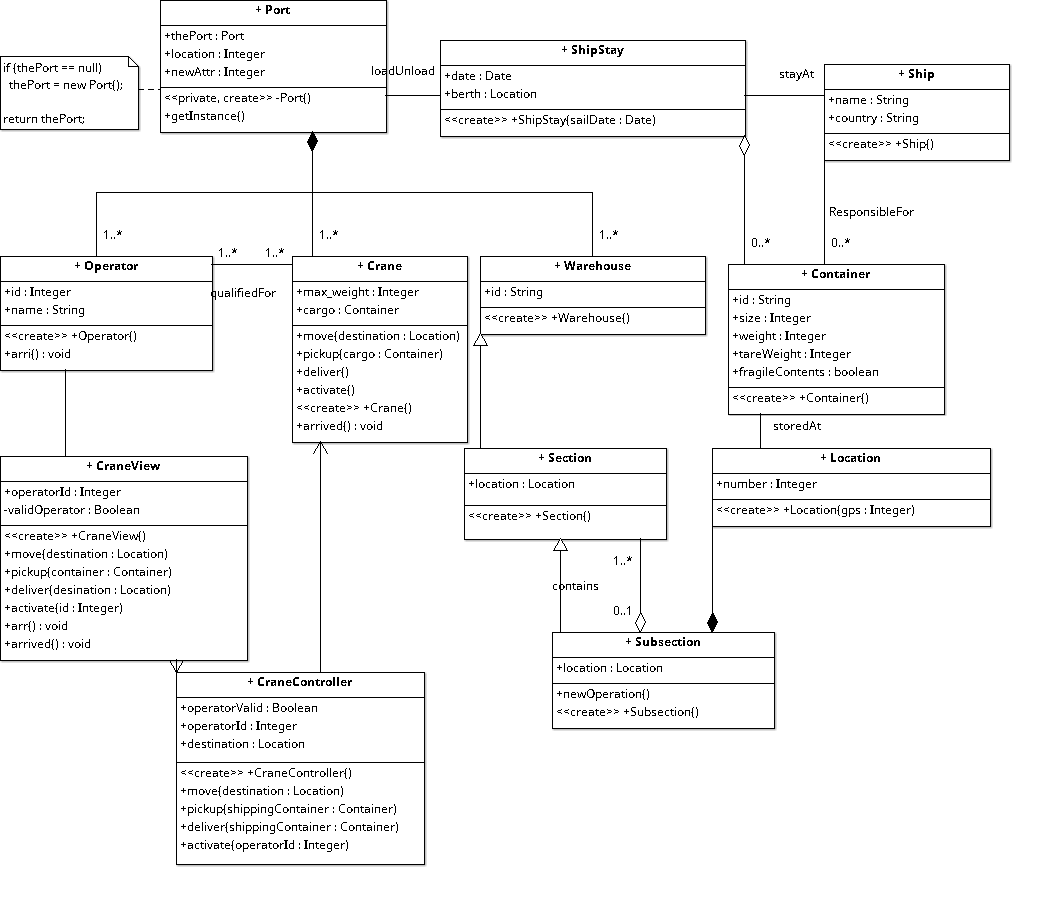 + Port
+thePort : Port
+location : Integer
+newAttr : Integer
<<private, create>> -Port()
+getInstance()
if (thePort == null)
thePort = new Port();
return thePort;
loadUnload
+ ShipStay
+date : Date
+berth : Location
<<create>> +ShipStay(sailDate : Date)
stayAt
+ Ship
+name : String
+country : String
<<create>> +Ship()
ResponsibleFor
1..*
1..*
1..*
1..*
1..*
0..*
0..*
+ Operator
+id : Integer
+name : String
<<create>> +Operator()
+arri() : void
qualifiedFor
+ Crane
+max_weight : Integer
+cargo : Container
+move(destination : Location)
+pickup(cargo : Container)
+deliver()
+activate()
<<create>> +Crane()
+arrived() : void
+ Warehouse
+id : String
<<create>> +Warehouse()
+ Container
+id : String
+size : Integer
+weight : Integer
+tareWeight : Integer
+fragileContents : boolean
<<create>> +Container()
storedAt
+ CraneView
+operatorId : Integer
-validOperator : Boolean
<<create>> +CraneView()
+move(destination : Location)
+pickup(container : Container)
+deliver(desination : Location)
+activate(id : Integer)
+arr() : void
+arrived() : void
+ Section
+location : Location
<<create>> +Section()
+ Location
+number : Integer
<<create>> +Location(gps : Integer)
1..*
contains
0..1
+ Subsection
+location : Location
+newOperation()
<<create>> +Subsection()
+ CraneController
+operatorValid : Boolean
+operatorId : Integer
+destination : Location
<<create>> +CraneController()
+move(destination : Location)
+pickup(shippingContainer : Container)
+deliver(shippingContainer : Container)
+activate(operatorId : Integer)